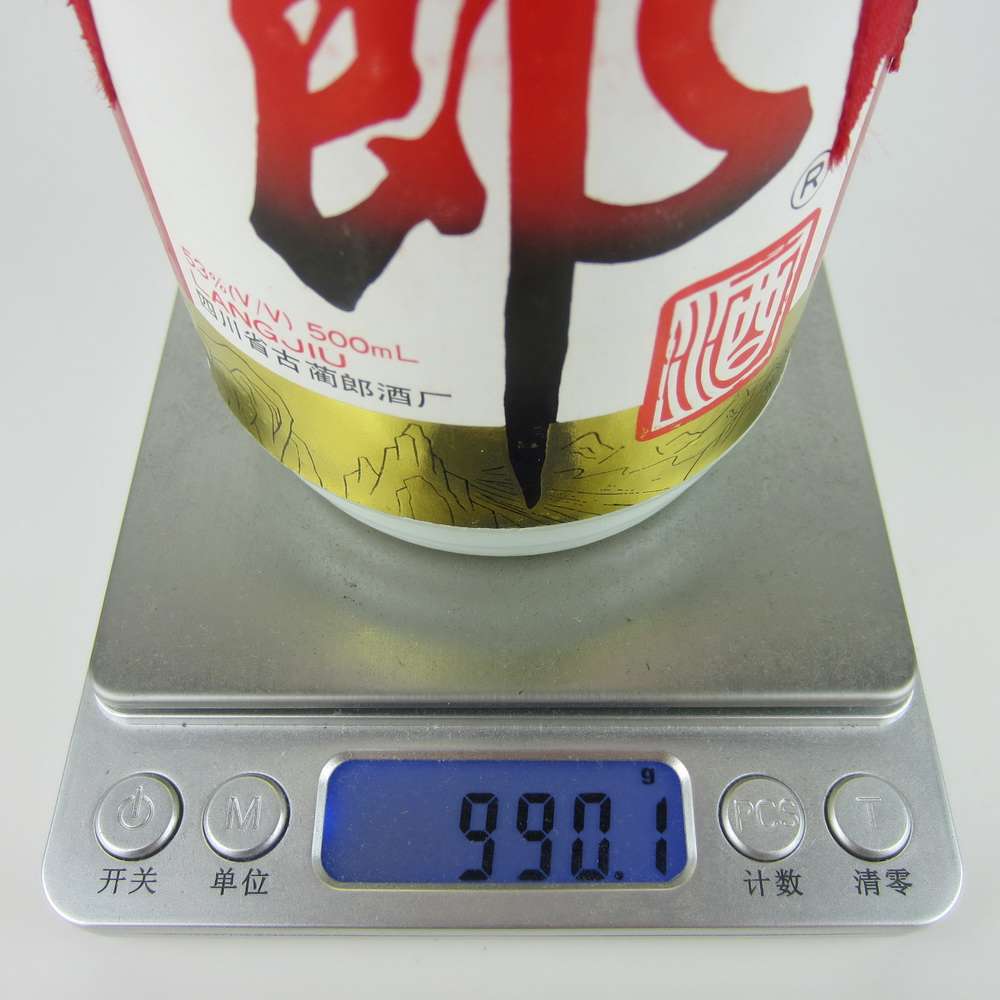 郎
®
酒
53%(V/V) 500mL
LANGJIU
四川省古蔺郎酒厂
g
990.1
M
PCS
T
开关
单位
计数
清零